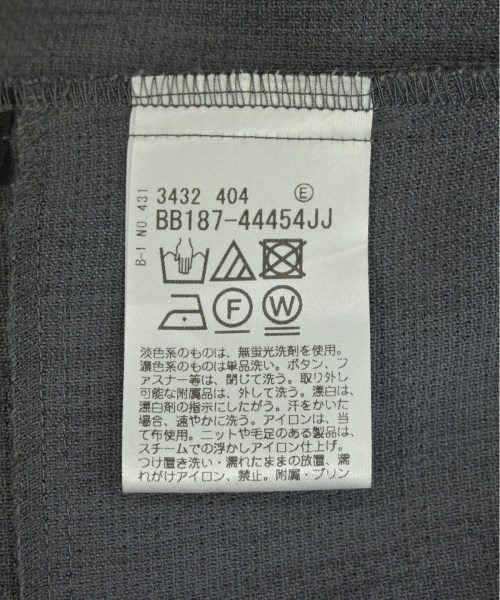 B-1 NO.431
3432 404 Ⓔ
BB187-44454JJ
F W
淡色系のものは、無蛍光洗剤を使用。
濃色系のものは単品洗い。ボタン、フ
ァスナー等は、閉じて洗う。取り外し
可能な附属品は、外して洗う。漂白は、
漂白剤の指示にしたがう。汗をかいた
場合、速やかに洗う。アイロンは、当
て布使用。ニットや毛足のある製品は、
スチームでの浮かしアイロン仕上げ。
つけ置き洗い・濡れたままの放置、濡
れがけアイロン、禁止。附属・プリン